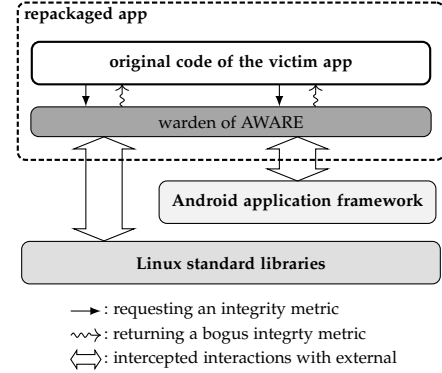 repackaged app
original code of the victim app
warden of AWARE
Android application framework
Linux standard libraries
: requesting an integrity metric
: returning a bogus integrty metric
: intercepted interactions with external